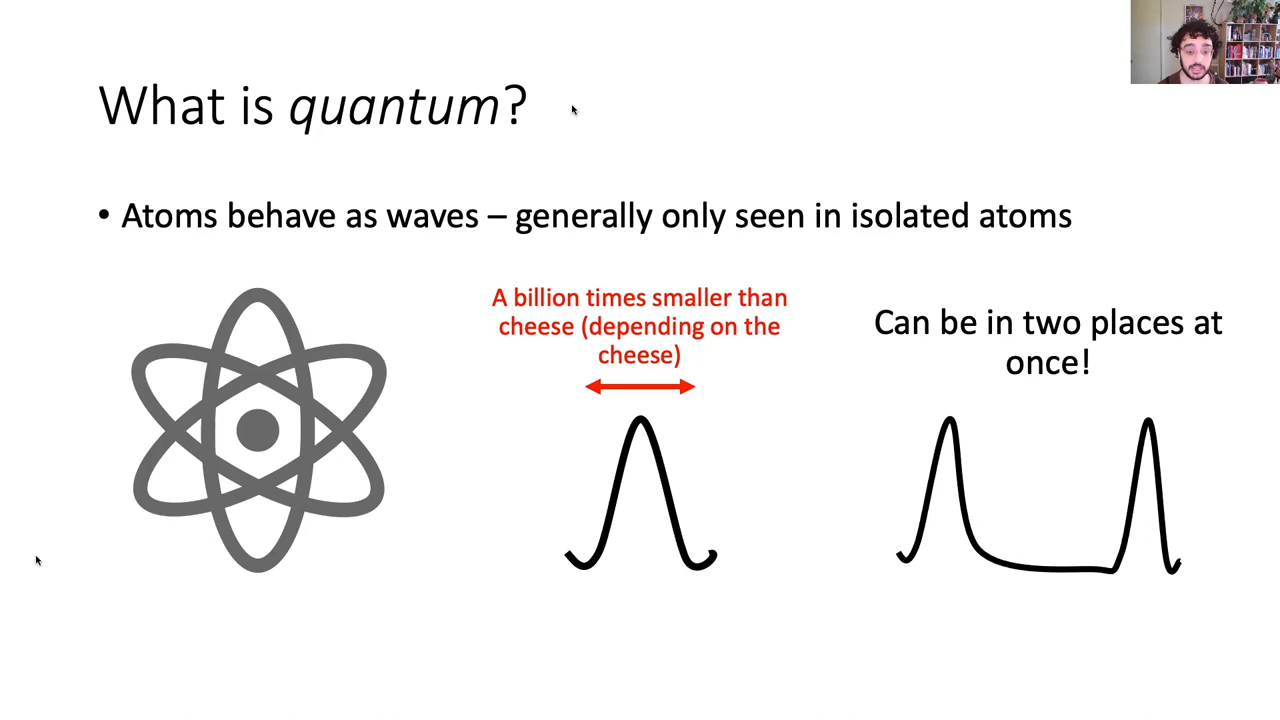 What is quantum?
• Atoms behave as waves – generally only seen in isolated atoms
A billion times smaller than
cheese (depending on the
cheese)
Can be in two places at
once!